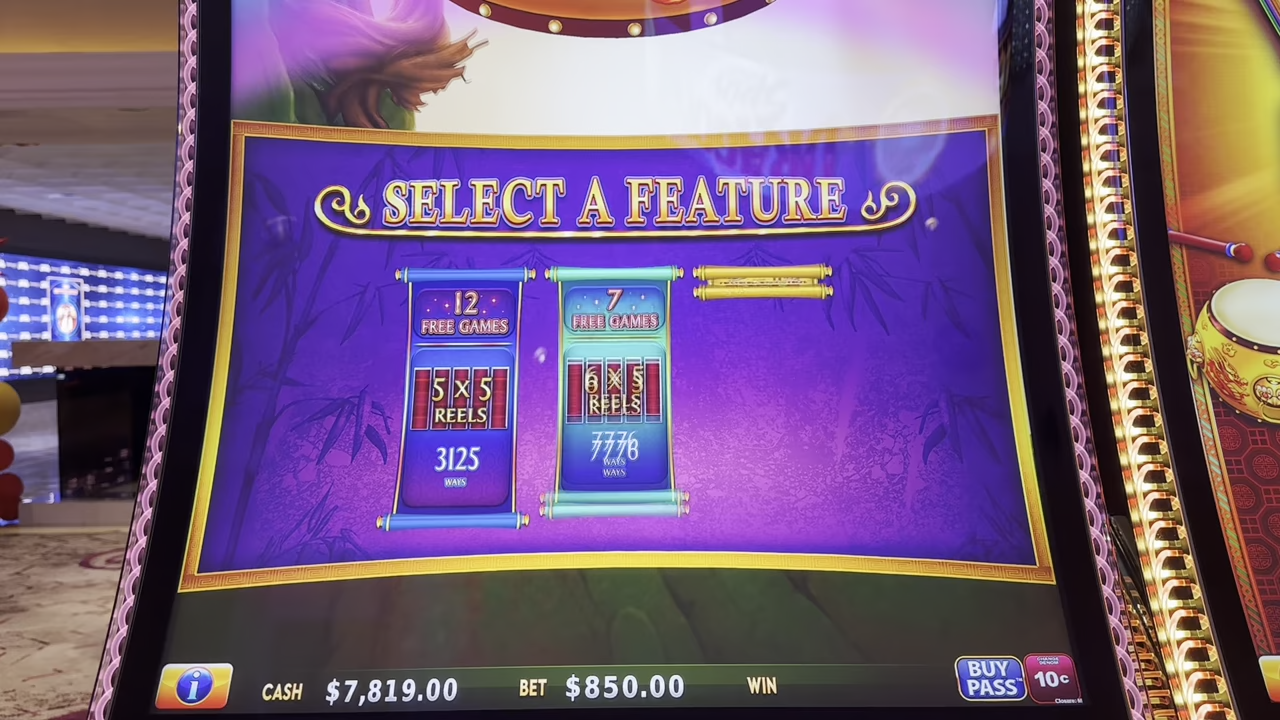 SELECT A FEATURE
12
FREE GAMES
5 X 5
REELS
3125
WAYS
7
FREE GAMES
6 X 5
REELS
7776
WAYS
WAYS
CASH $7,819.00 BET $850.00 WIN
BUY
PASS
10¢